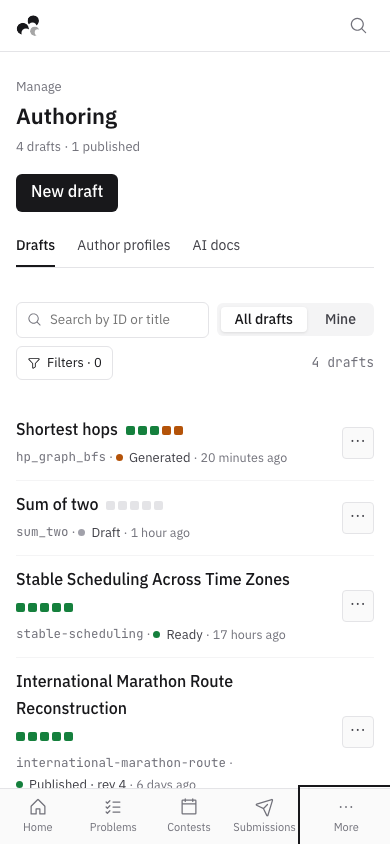 Manage
Authoring
4 drafts · 1 published
New draft
Drafts Author profiles AI docs
Search by ID or title All drafts Mine
Filters · 0 4 drafts
Shortest hops
hp_graph_bfs · Generated · 20 minutes ago
Sum of two
sum_two · Draft · 1 hour ago
Stable Scheduling Across Time Zones
stable-scheduling · Ready · 17 hours ago
International Marathon Route
Reconstruction
international-marathon-route ·
Published · rev 4 · 6 days ago
Home Problems Contests Submissions More